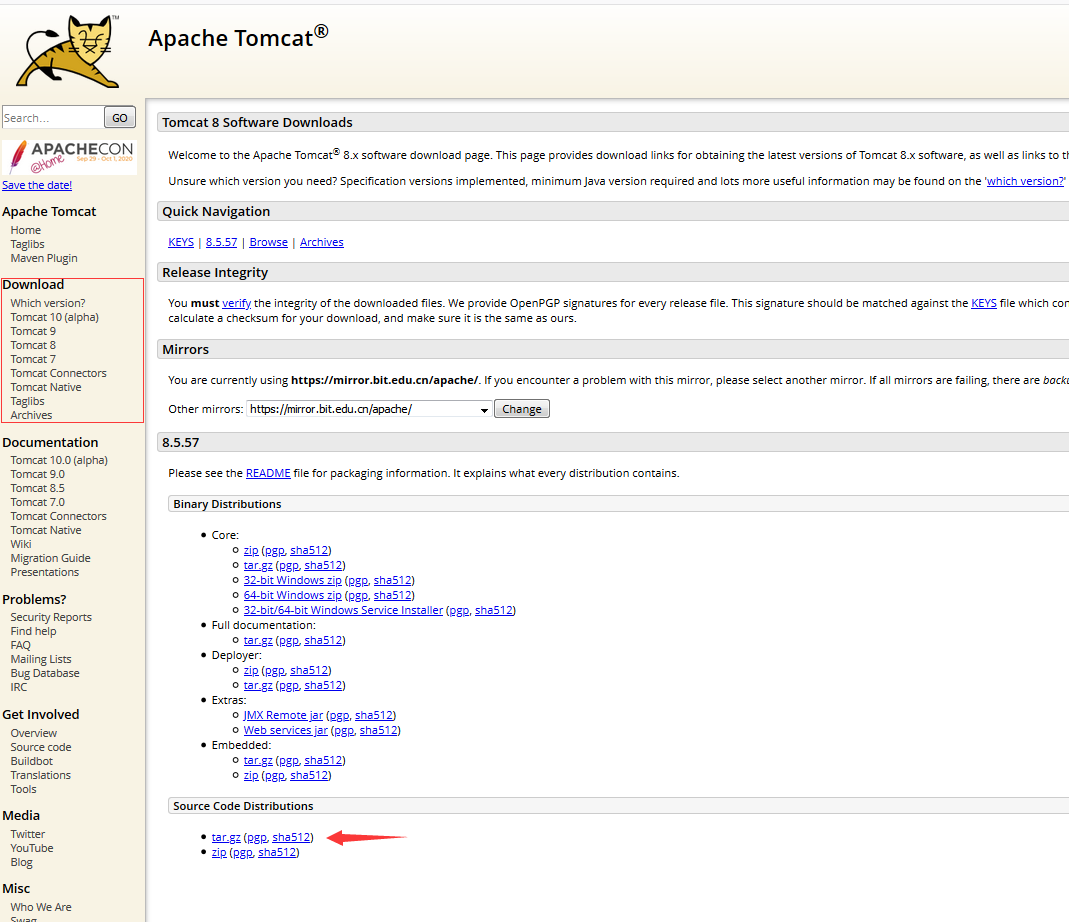 Apache Tomcat®
TM
Search...
GO
APACHECON
@Home
Sep 29 - Oct 1, 2020
Save the date!
Apache Tomcat
Home
Taglibs
Maven Plugin
Download
Which version?
Tomcat 10 (alpha)
Tomcat 9
Tomcat 8
Tomcat 7
Tomcat Connectors
Tomcat Native
Taglibs
Archives
Documentation
Tomcat 10.0 (alpha)
Tomcat 9.0
Tomcat 8.5
Tomcat 7.0
Tomcat Connectors
Tomcat Native
Wiki
Migration Guide
Presentations
Problems?
Security Reports
Find help
FAQ
Mailing Lists
Bug Database
IRC
Get Involved
Overview
Source code
Buildbot
Translations
Tools
Media
Twitter
YouTube
Blog
Misc
Who We Are
Swag
Tomcat 8 Software Downloads
Welcome to the Apache Tomcat® 8.x software download page. This page provides download links for obtaining the latest versions of Tomcat 8.x software, as well as links to th
Unsure which version you need? Specification versions implemented, minimum Java version required and lots more useful information may be found on the 'which version?'
Quick Navigation
KEYS | 8.5.57 | Browse | Archives
Release Integrity
You must verify the integrity of the downloaded files. We provide OpenPGP signatures for every release file. This signature should be matched against the KEYS file which con
calculate a checksum for your download, and make sure it is the same as ours.
Mirrors
You are currently using https://mirror.bit.edu.cn/apache/. If you encounter a problem with this mirror, please select another mirror. If all mirrors are failing, there are backu
Other mirrors: https://mirror.bit.edu.cn/apache/ Change
8.5.57
Please see the README file for packaging information. It explains what every distribution contains.
Binary Distributions
• Core:
zip (pgp, sha512)
tar.gz (pgp, sha512)
32-bit Windows zip (pgp, sha512)
64-bit Windows zip (pgp, sha512)
32-bit/64-bit Windows Service Installer (pgp, sha512)
• Full documentation:
tar.gz (pgp, sha512)
• Deployer:
zip (pgp, sha512)
tar.gz (pgp, sha512)
• Extras:
JMX Remote jar (pgp, sha512)
Web services jar (pgp, sha512)
• Embedded:
tar.gz (pgp, sha512)
zip (pgp, sha512)
Source Code Distributions
• tar.gz (pgp, sha512)
• zip (pgp, sha512)